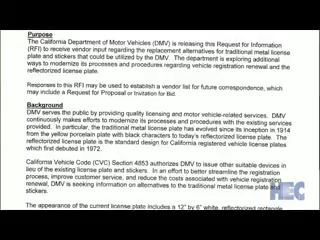 Purpose
The California Department of Motor Vehicles (DMV) is releasing this Request for Information
(RFI) to receive vendor input regarding the replacement alternatives for traditional metal license
plate and stickers that could be utilized by the DMV. The department is exploring additional
ways to modernize its processes and procedures regarding vehicle registration renewal and the
reflectorized license plate.
Responses to this RFI may be used to establish a vendor list for future correspondence, which
may include a Request for Proposal or Invitation for Bid.
Background
DMV serves the public by providing quality licensing and motor vehicle-related services. DMV
continuously makes efforts to modernize its processes and procedures with the existing services
provided. In particular, the traditional metal license plate has evolved since its inception in 1914
from the yellow porcelain plate with black characters to today's reflectorized license plate. The
reflectorized license plate is the standard design for California registered vehicle license plates
which first debuted in 1972.
California Vehicle Code (CVC) Section 4853 authorizes DMV to issue other suitable devices in
lieu of the existing license plate and stickers. In an effort to better streamline the registration
process, improve customer service, and reduce the costs associated with vehicle registration
renewal, DMV is seeking information on alternatives to the traditional metal license plate and
stickers.
The appearance of the current license plate includes a 12" by 6" white, reflectorized rectangle
HEC